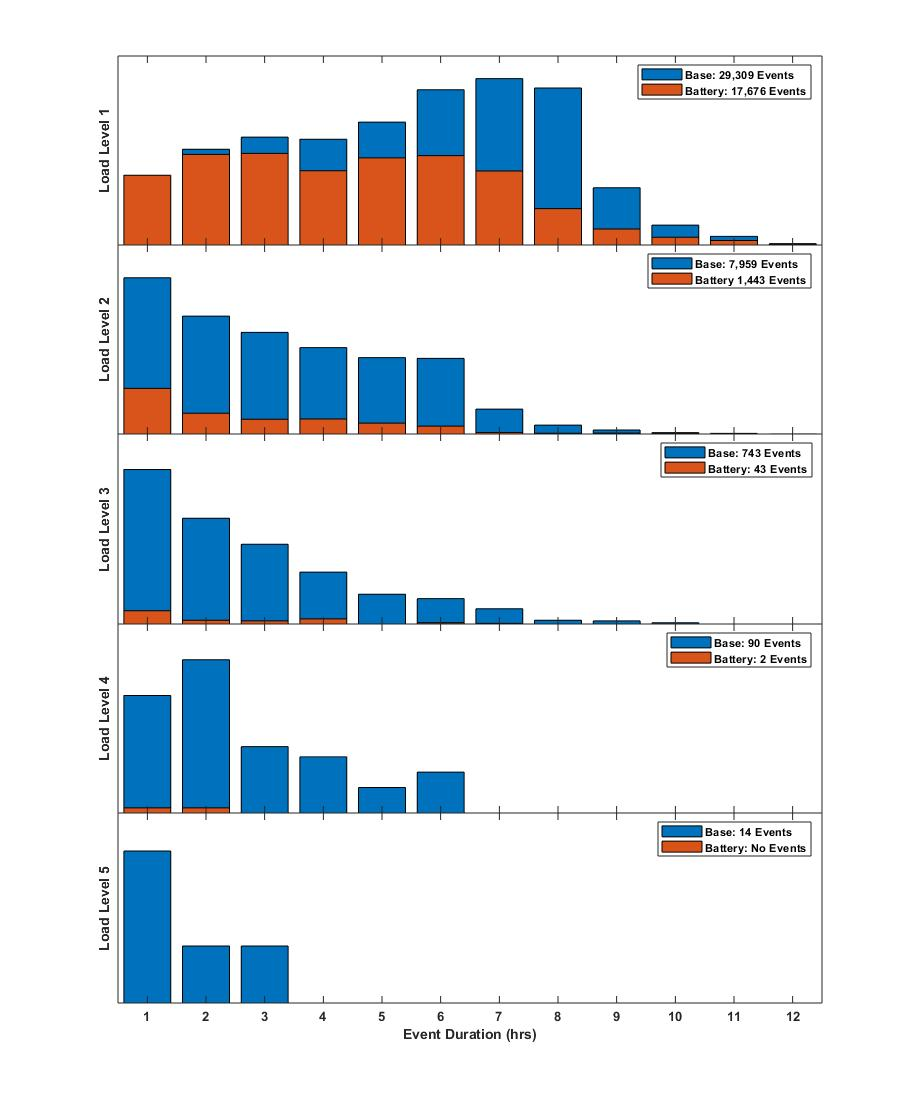 Load Level 1
Base: 29,309 Events
Battery: 17,676 Events
Load Level 2
Base: 7,959 Events
Battery 1,443 Events
Load Level 3
Base: 743 Events
Battery: 43 Events
Load Level 4
Base: 90 Events
Battery: 2 Events
Load Level 5
Base: 14 Events
Battery: No Events
1 2 3 4 5 6 7 8 9 10 11 12
Event Duration (hrs)